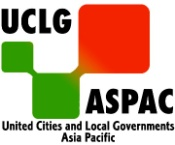 UCLG
ASPAC
United Cities and Local Governments
Asia Pacific